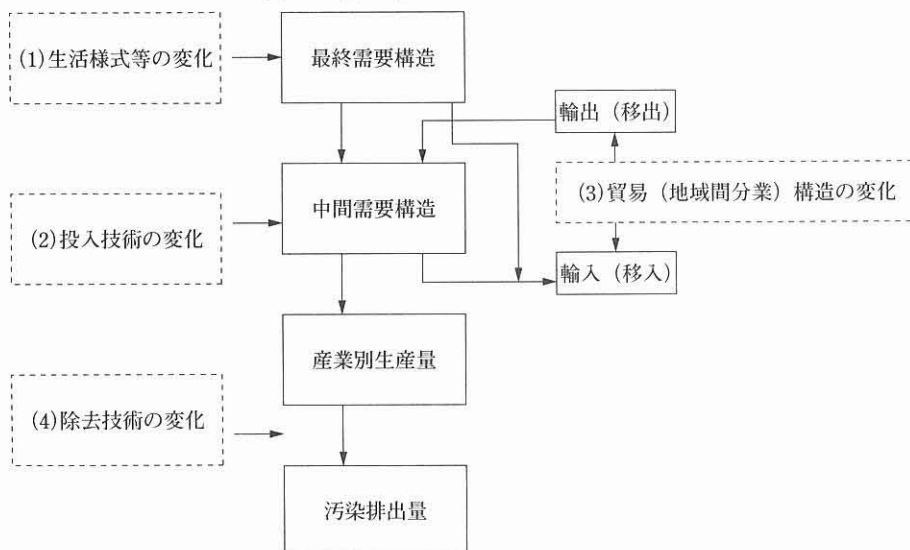 (1)生活様式等の変化
最終需要構造
輸出（移出）
中間需要構造
(3)貿易（地域間分業）構造の変化
(2)投入技術の変化
輸入（移入）
産業別生産量
(4)除去技術の変化
汚染排出量